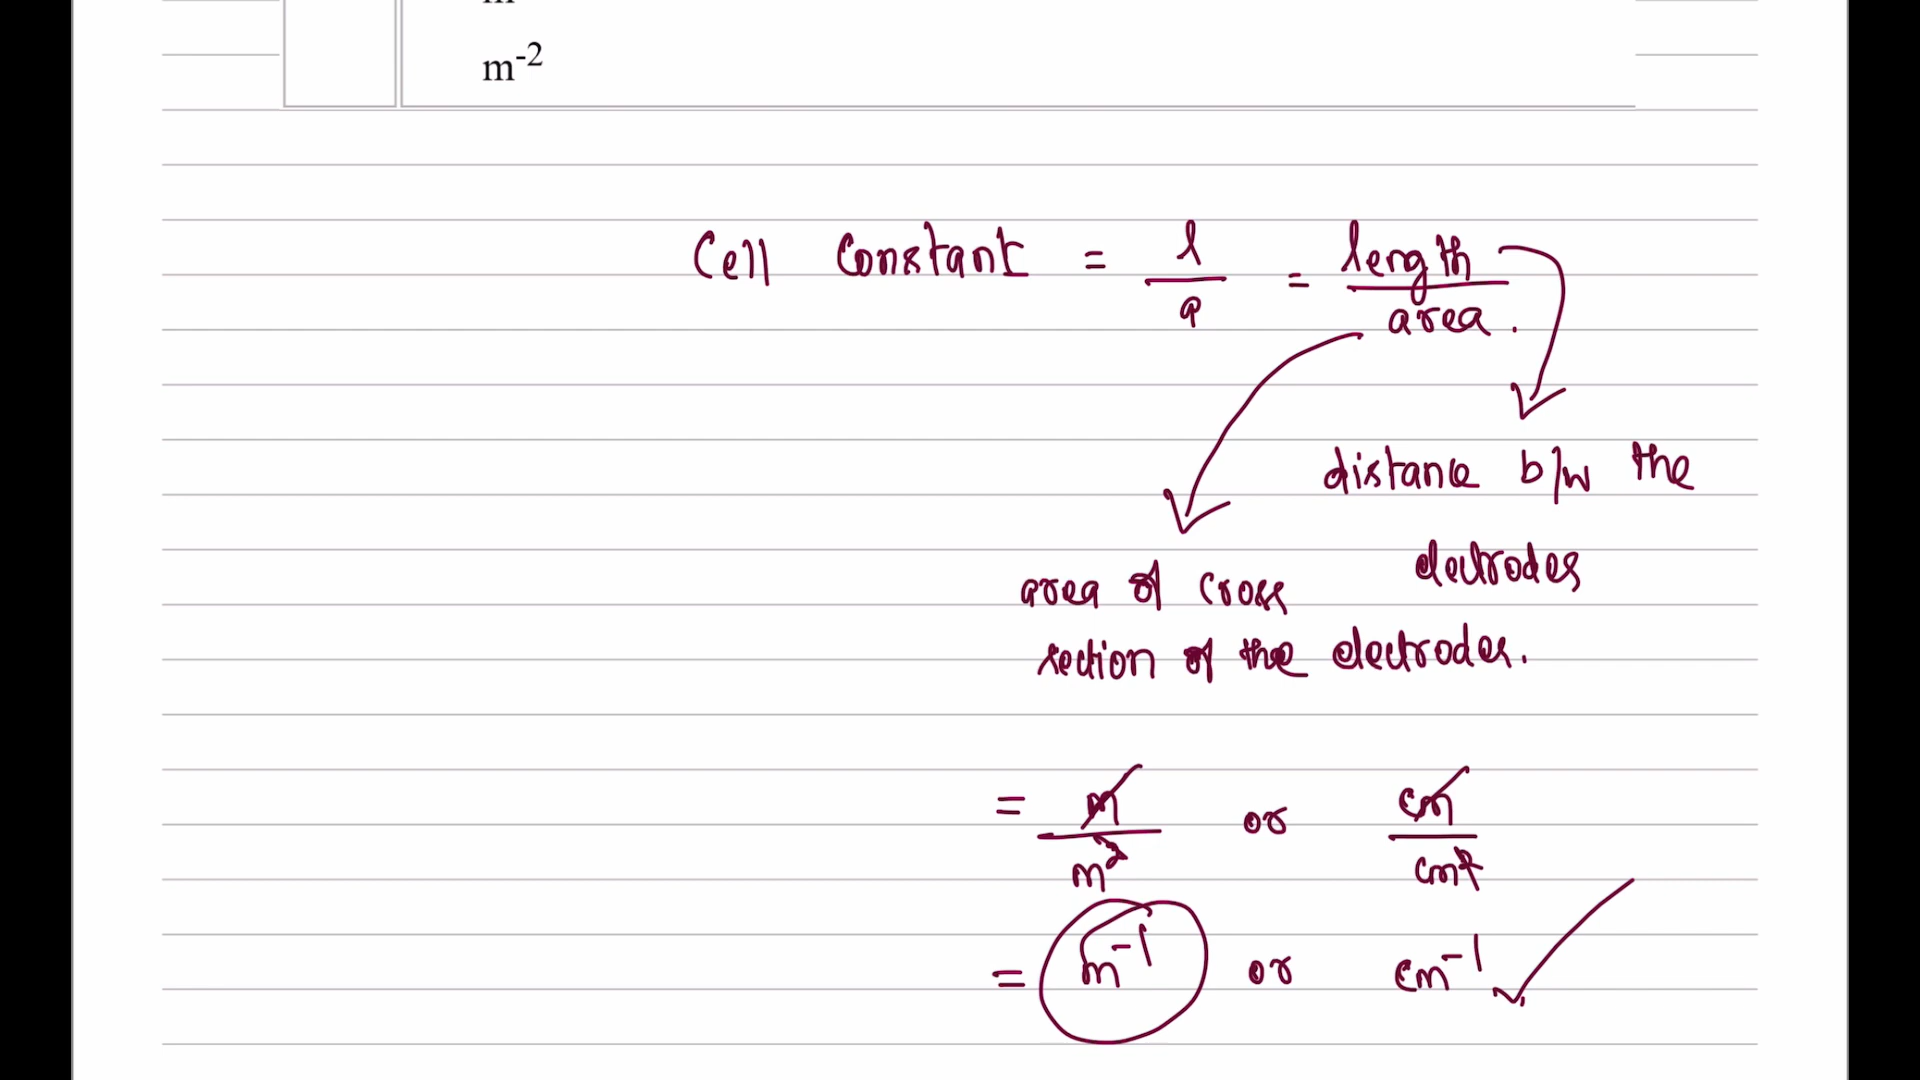 m⁻²
Cell Constant = l/a = length/area.
distance b/w the
electrodes
area of cross
section of the electrodes.
= m/m² or cm/cm²
= m⁻¹ or cm⁻¹